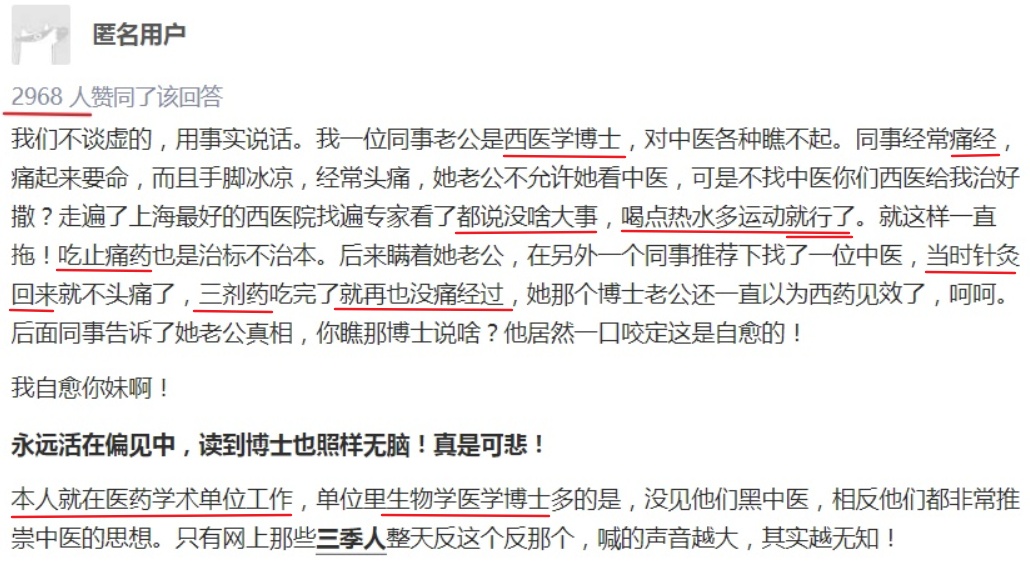 匿名用户
2968 人赞同了该回答
我们不谈虚的，用事实说话。我一位同事老公是西医学博士，对中医各种瞧不起。同事经常痛经，
痛起来要命，而且手脚冰凉，经常头痛，她老公不允许她看中医，可是不找中医你们西医给我治好
撒？走遍了上海最好的西医院找遍专家看了都说没啥大事，喝点热水多运动就行了。就这样一直
拖！吃止痛药也是治标不治本。后来瞒着她老公，在另外一个同事推荐下找了一位中医，当时针灸
回来就不头痛了，三剂药吃完了就再也没痛经过，她那个博士老公还一直以为西药见效了，呵呵。
后面同事告诉了她老公真相，你瞧那博士说啥？他居然一口咬定这是自愈的！
我自愈你妹啊！
永远活在偏见中，读到博士也照样无脑！真是可悲！
本人就在医药学术单位工作，单位里生物学医学博士多的是，没见他们黑中医，相反他们都非常推
崇中医的思想。只有网上那些三季人整天反这个反那个，喊的声音越大，其实越无知！